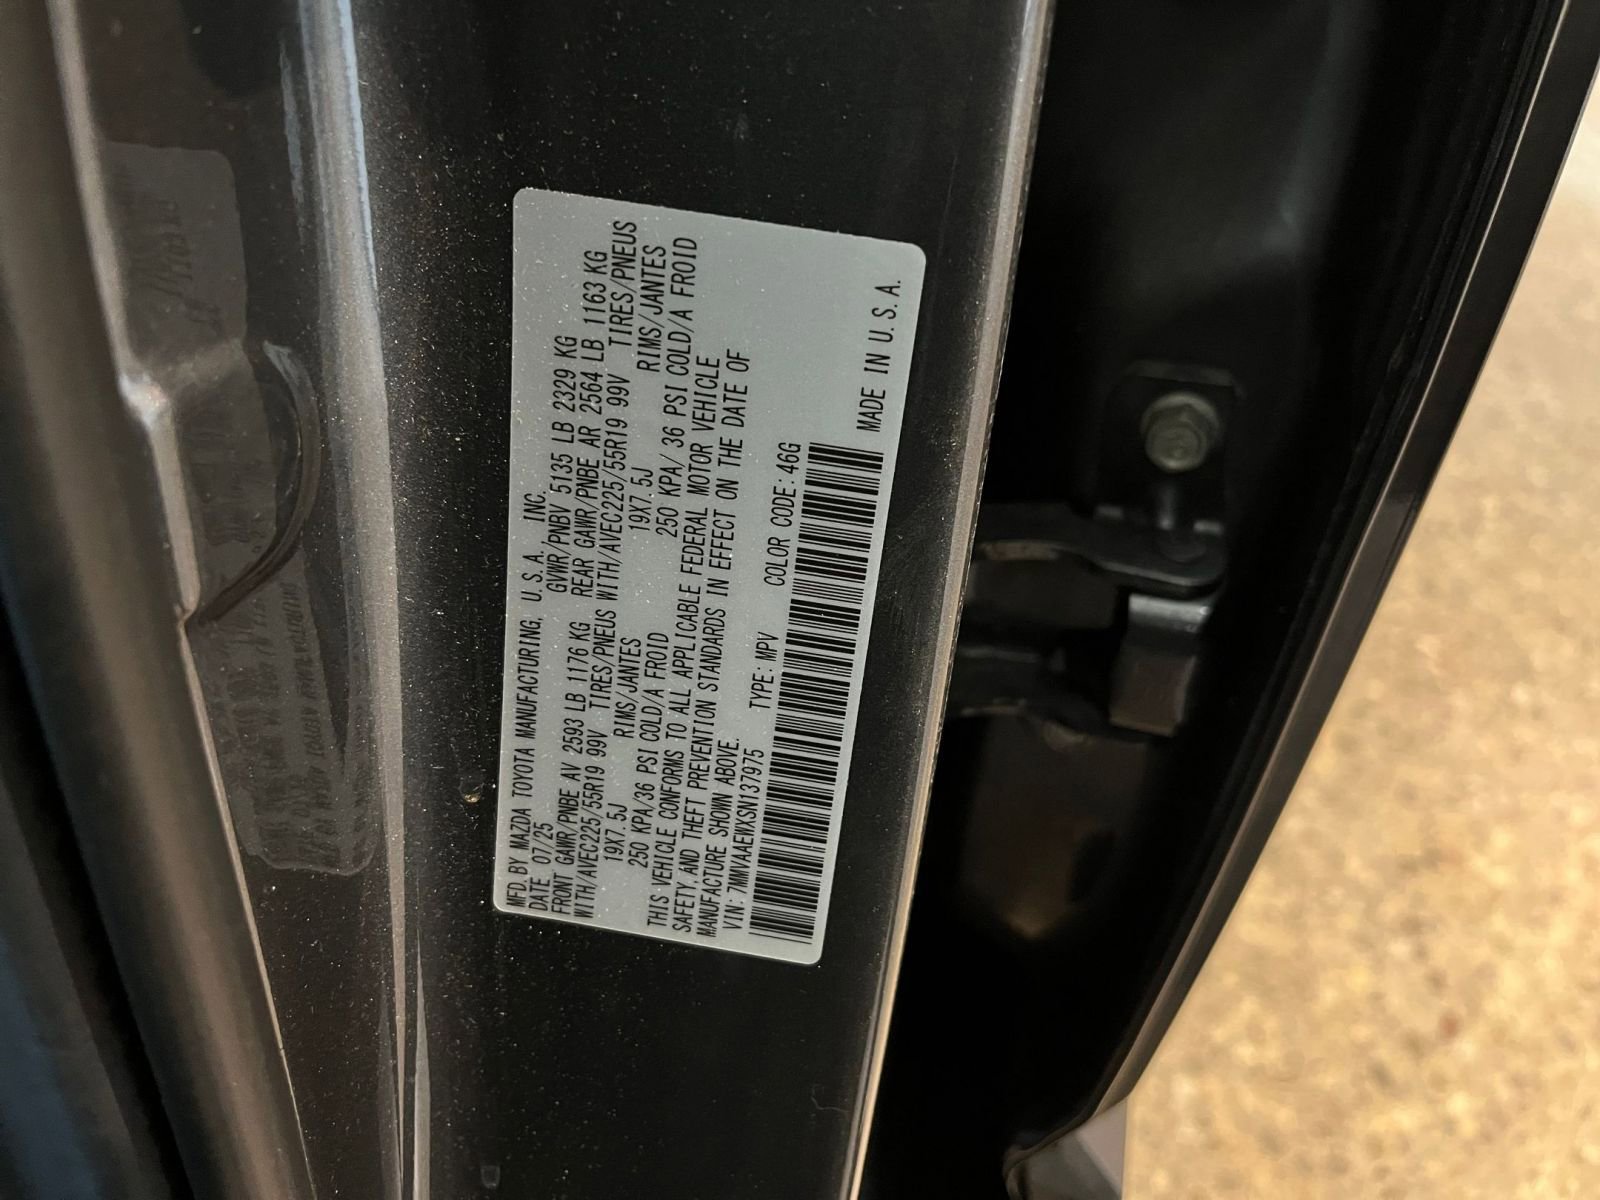 MFD. BY MAZDA TOYOTA MANUFACTURING, U. S. A. INC.
DATE 07/25 GVWR/PNBV 5135 LB 2329 KG
FRONT GAWR/PNBE AV 2593 LB 1176 KG REAR GAWR/PNBE AR 2564 LB 1163 KG
WITH/AVEC225/55R19 99V TIRES/PNEUS WITH/AVEC225/55R19 99V TIRES/PNEUS
19X7. 5J RIMS/JANTES 19X7. 5J RIMS/JANTES
250 KPA/36 PSI COLD/A FROID 250 KPA/ 36 PSI COLD/A FROID
THIS VEHICLE CONFORMS TO ALL APPLICABLE FEDERAL MOTOR VEHICLE
SAFETY, AND THEFT PREVENTION STANDARDS IN EFFECT ON THE DATE OF
MANUFACTURE SHOWN ABOVE.
VIN: 7MMVAAEWXSN137975 TYPE: MPV COLOR CODE: 46G
MADE IN U. S. A.